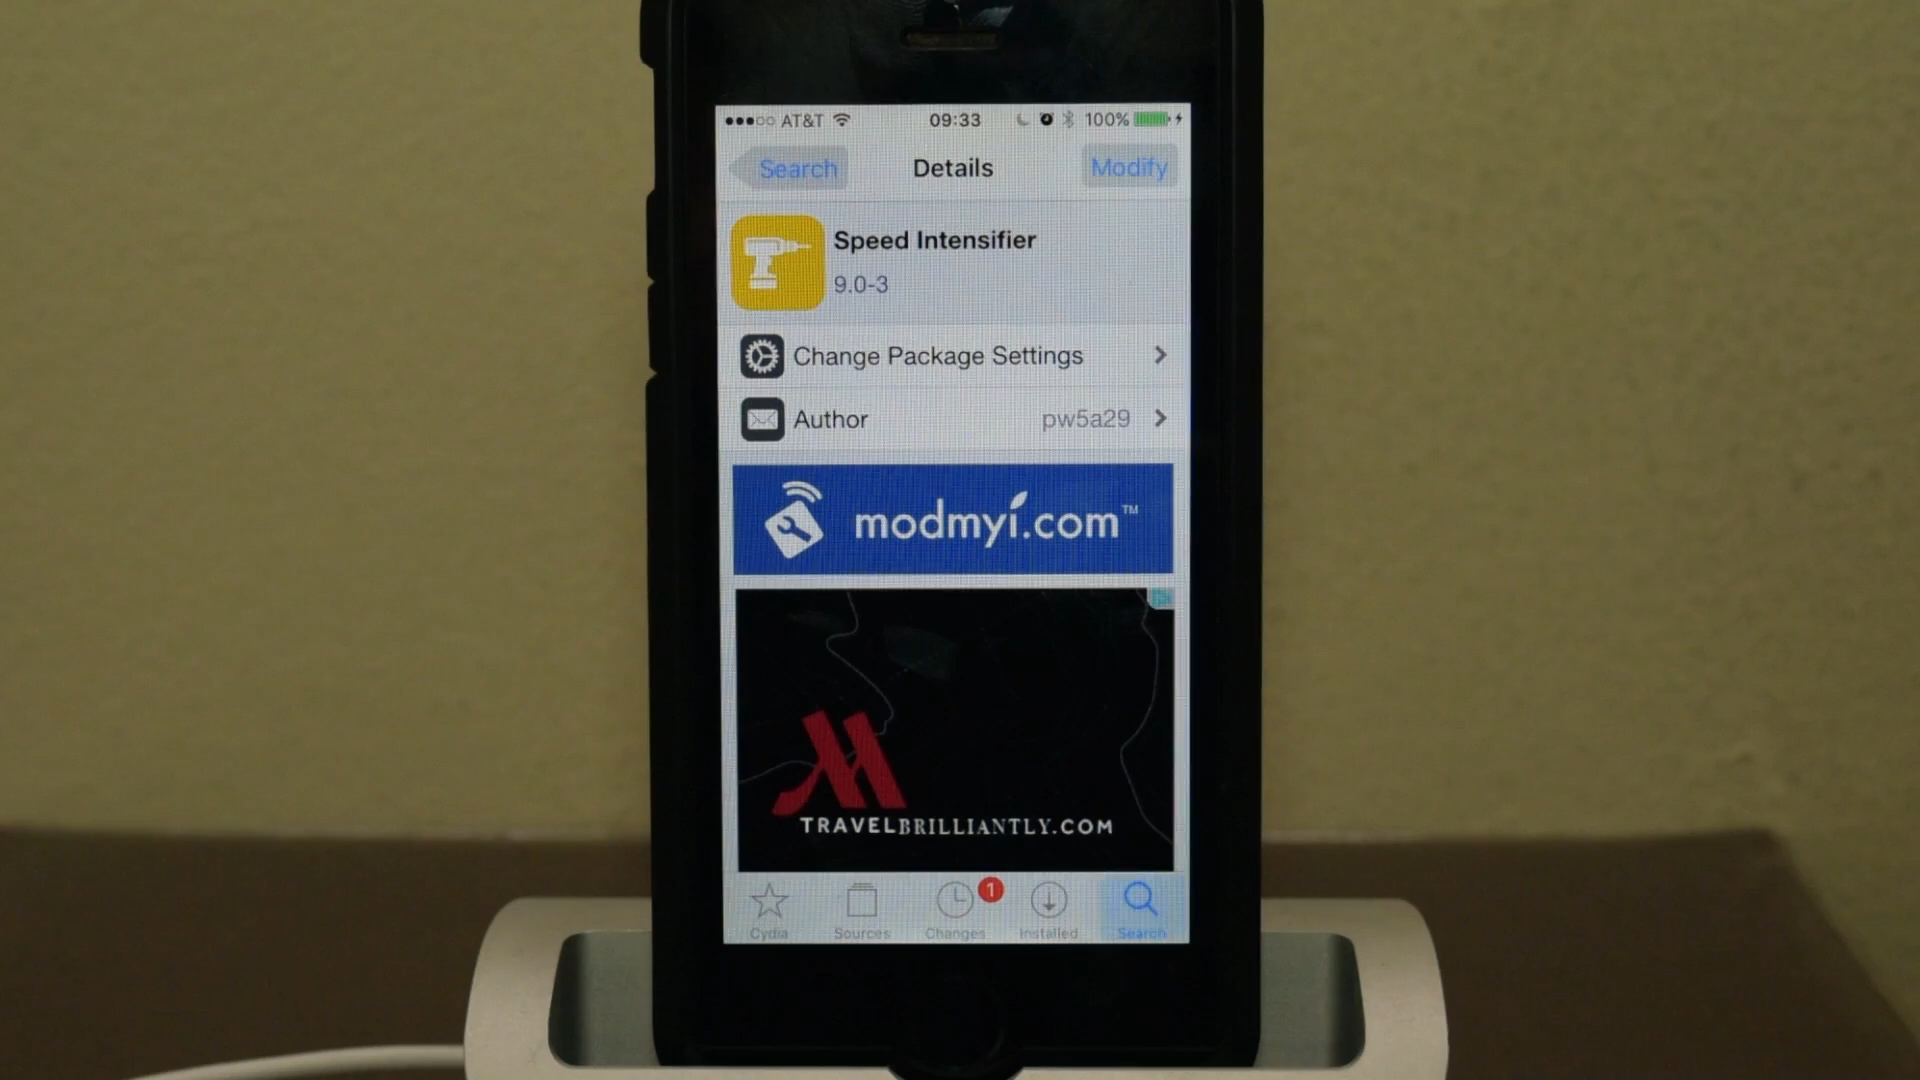 AT&T 09:33 100%
Search Details Modify
Speed Intensifier
9.0-3
Change Package Settings
Author pw5a29
modmyi.com™
TRAVELBRILLIANTLY.COM
1
Cydia Sources Changes Installed Search